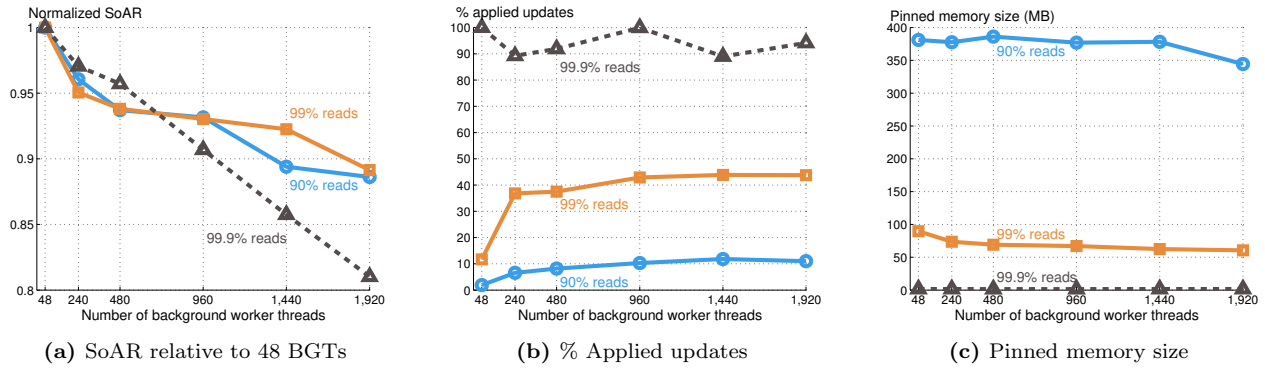 Normalized SoAR
1
0.95
0.9
0.85
0.8
99% reads
90% reads
99.9% reads
48 240 480 960 1,440 1,920
Number of background worker threads
(a) SoAR relative to 48 BGTs
% applied updates
100
90
80
70
60
50
40
30
20
10
0
99.9% reads
99% reads
90% reads
48 240 480 960 1,440 1,920
Number of background worker threads
(b) % Applied updates
Pinned memory size (MB)
400
350
300
250
200
150
100
50
0
90% reads
99% reads
99.9% reads
48 240 480 960 1,440 1,920
Number of background worker threads
(c) Pinned memory size